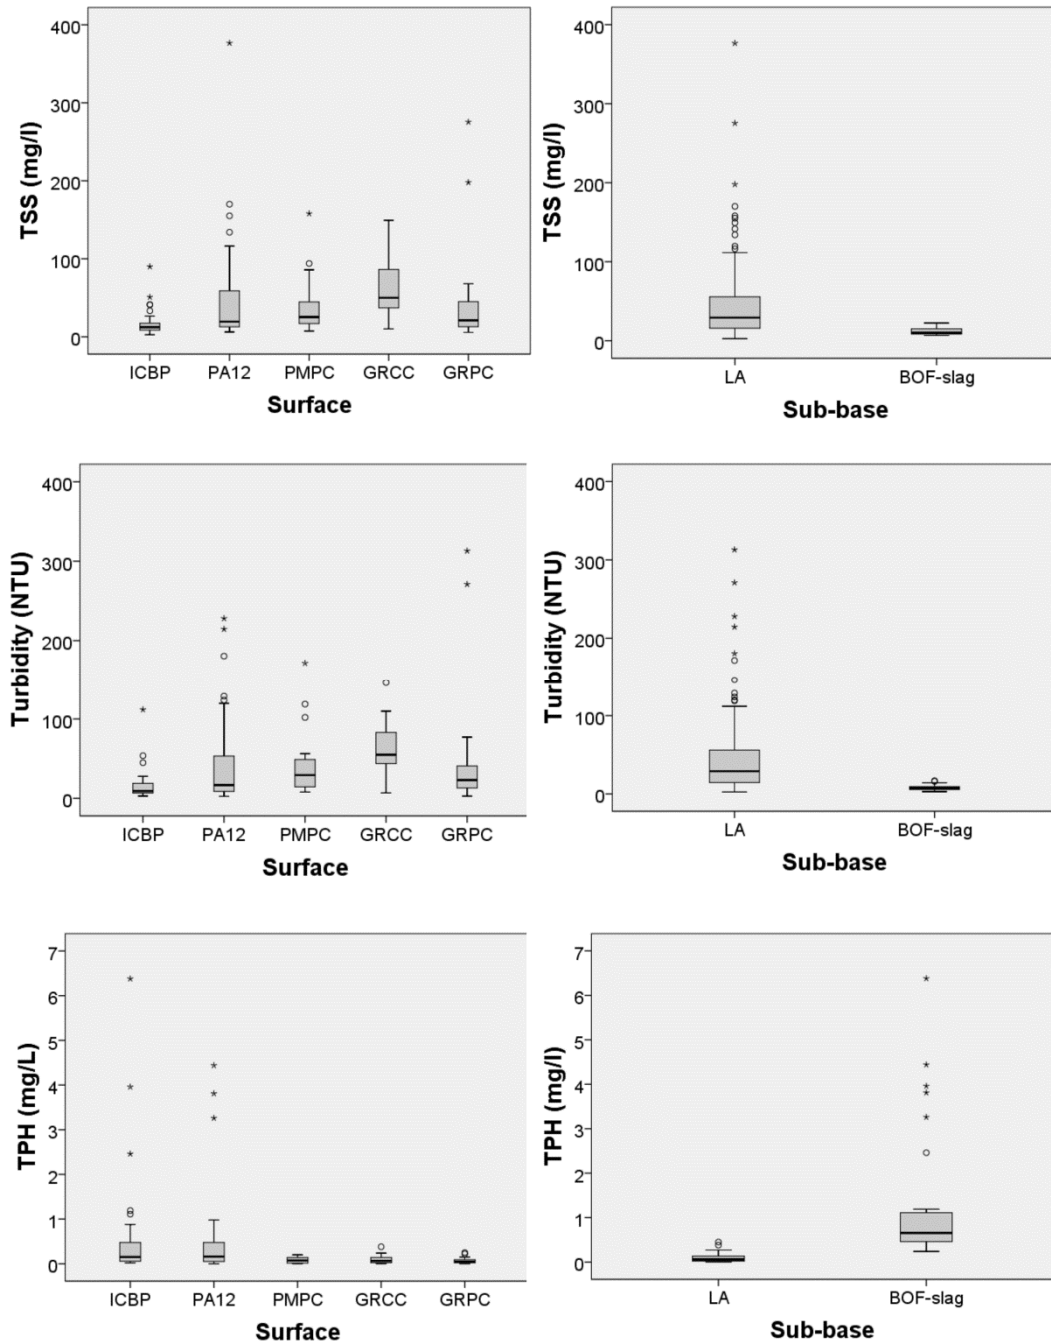 TSS (mg/l)
400
300
200
100
0
ICBP PA12 PMPC GRCC GRPC
Surface
TSS (mg/l)
400
300
200
100
0
LA BOF-slag
Sub-base
Turbidity (NTU)
400
300
200
100
0
ICBP PA12 PMPC GRCC GRPC
Surface
Turbidity (NTU)
400
300
200
100
0
LA BOF-slag
Sub-base
TPH (mg/L)
7
6
5
4
3
2
1
0
ICBP PA12 PMPC GRCC GRPC
Surface
TPH (mg/l)
7
6
5
4
3
2
1
0
LA BOF-slag
Sub-base